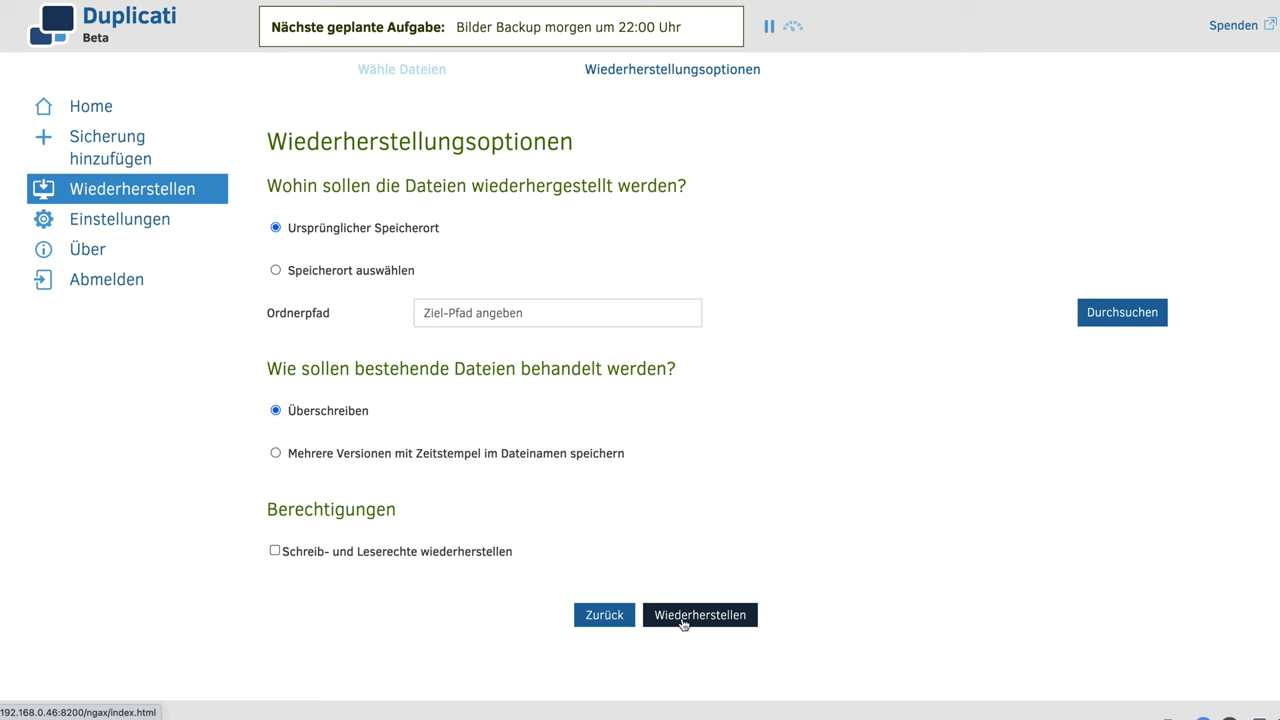 Duplicati
Beta
Nächste geplante Aufgabe: Bilder Backup morgen um 22:00 Uhr
Spenden
Wähle Dateien
Wiederherstellungsoptionen
Home
Sicherung
hinzufügen
Wiederherstellen
Einstellungen
Über
Abmelden
Wiederherstellungsoptionen
Wohin sollen die Dateien wiederhergestellt werden?
Ursprünglicher Speicherort
Speicherort auswählen
Ordnerpfad
Ziel-Pfad angeben
Durchsuchen
Wie sollen bestehende Dateien behandelt werden?
Überschreiben
Mehrere Versionen mit Zeitstempel im Dateinamen speichern
Berechtigungen
Schreib- und Leserechte wiederherstellen
Zurück
Wiederherstellen
192.168.0.46:8200/ngax/index.html